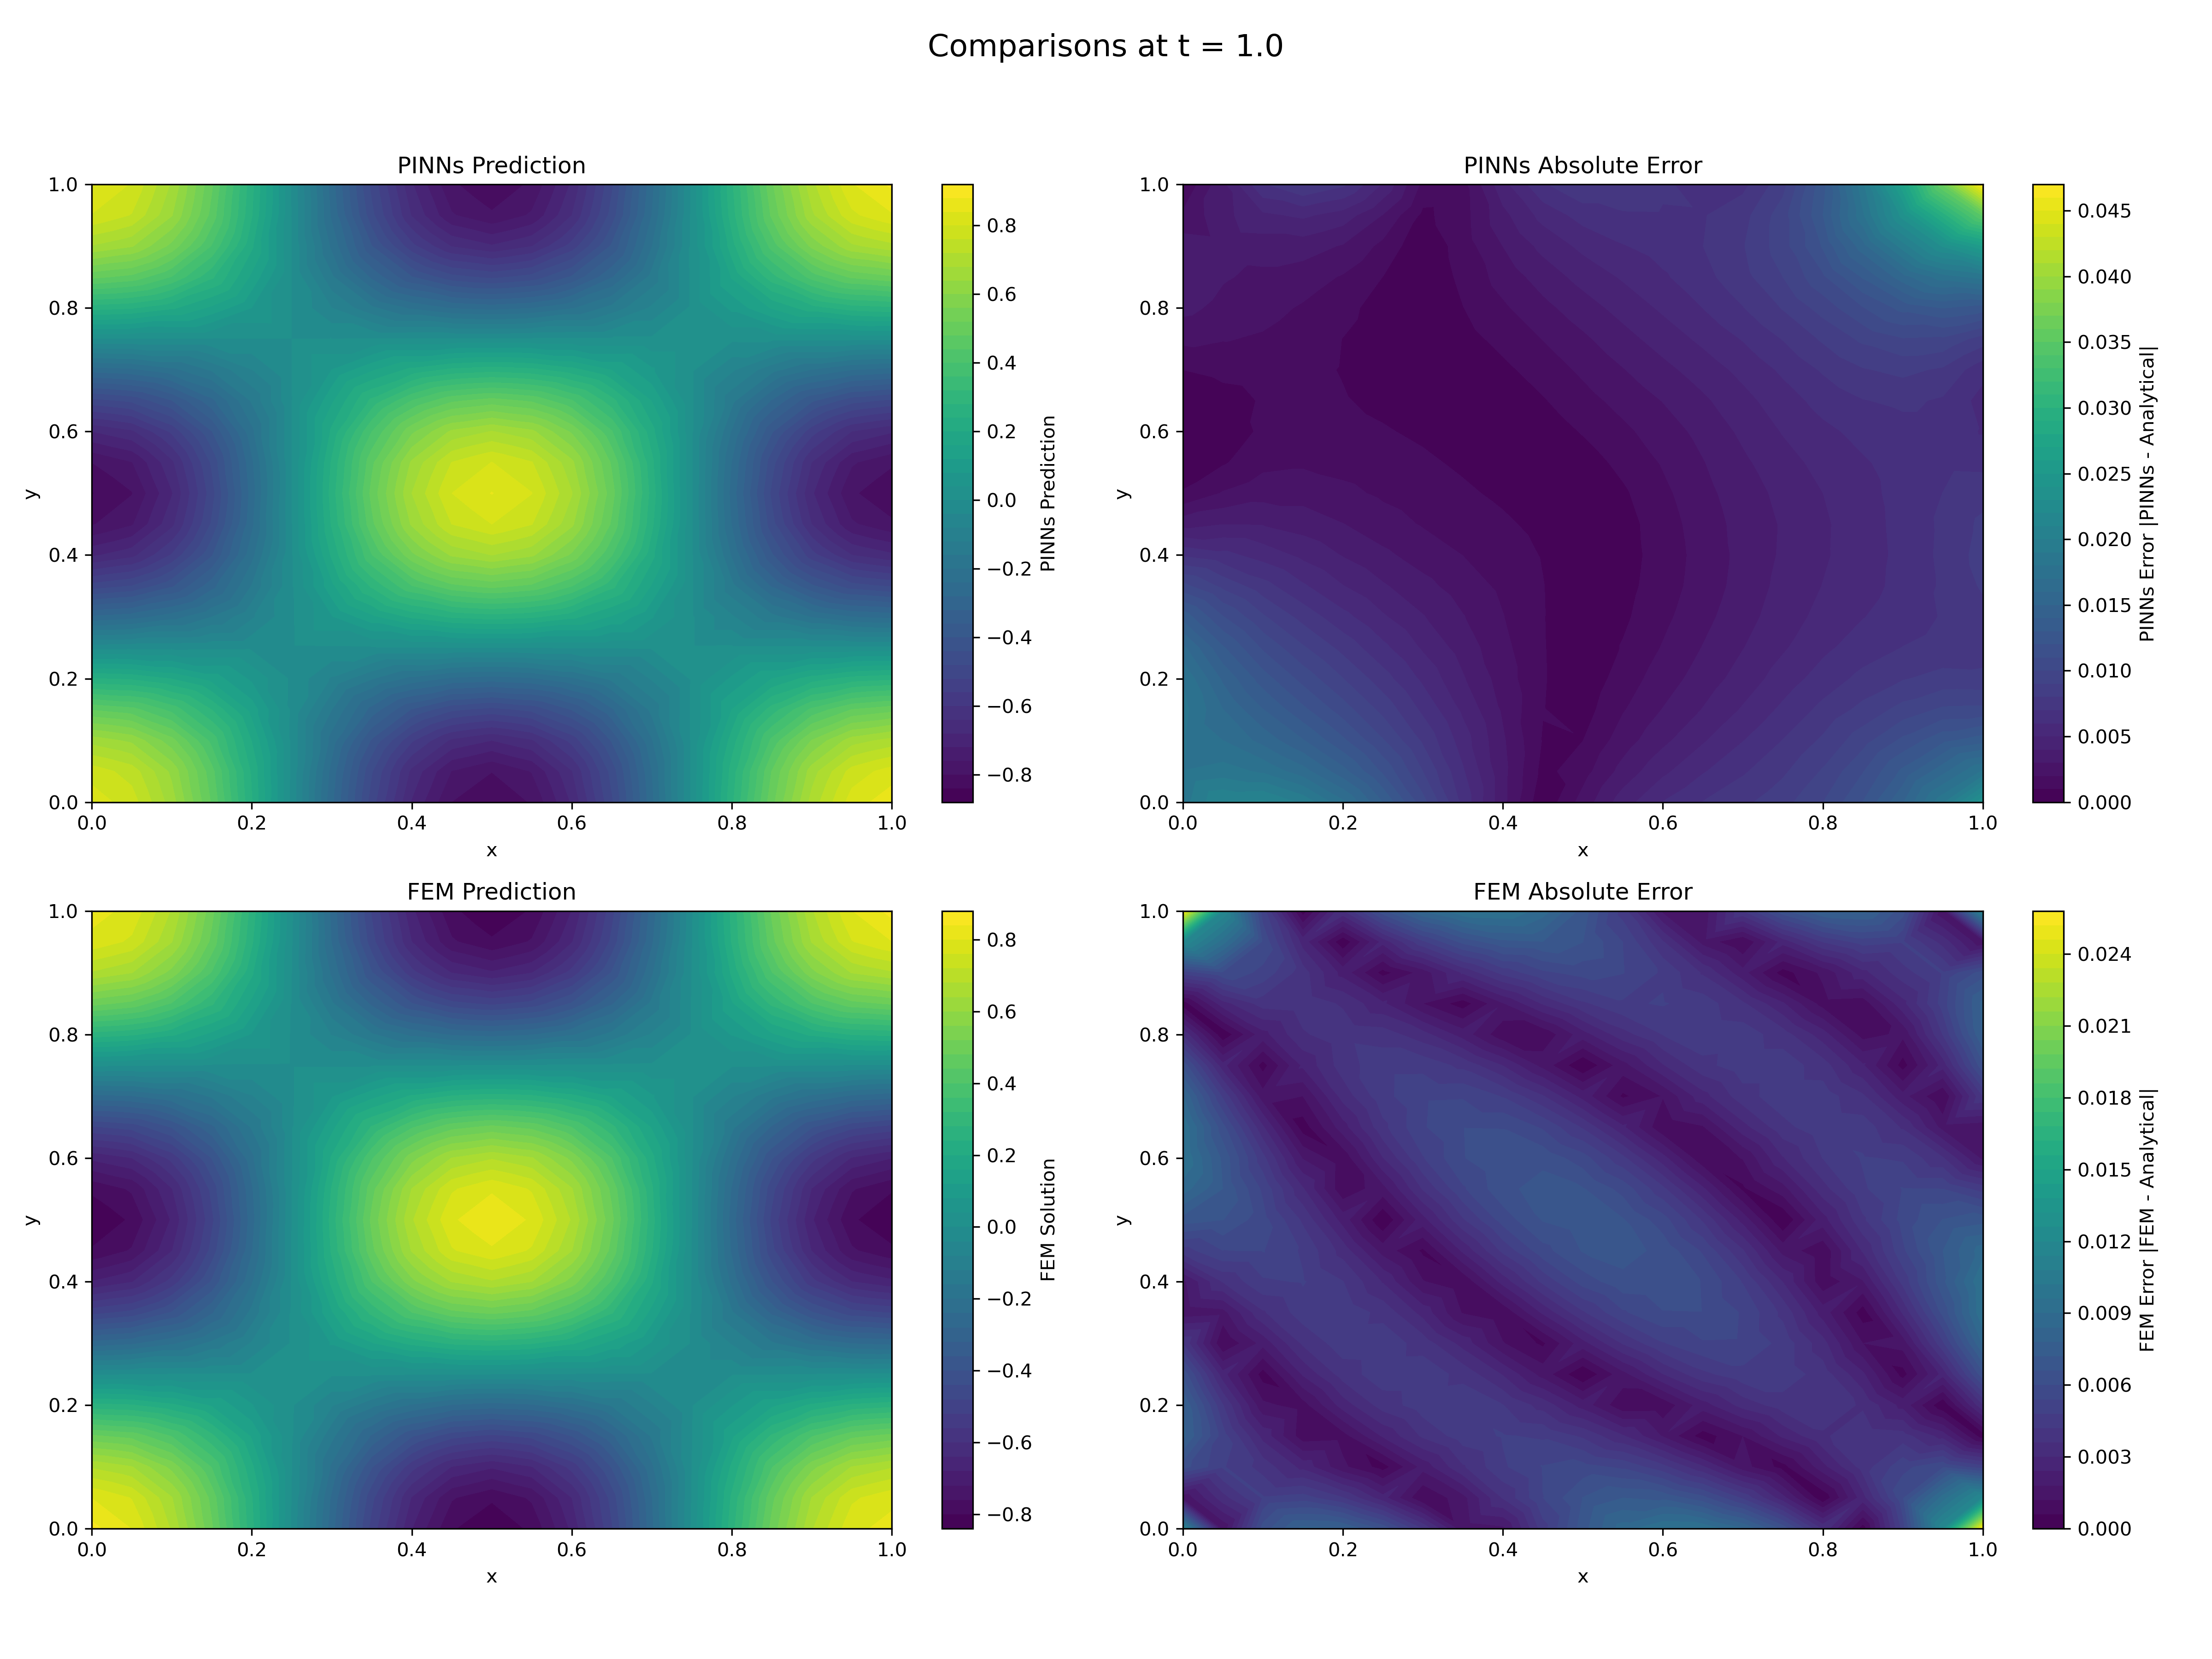 Comparisons at t = 1.0
PINNs Prediction
1.0
0.8
0.6
0.4
0.2
0.0
y
0.0 0.2 0.4 0.6 0.8 1.0
x
0.8
0.6
0.4
0.2
0.0
−0.2
−0.4
−0.6
−0.8
PINNs Prediction
PINNs Absolute Error
1.0
0.8
0.6
0.4
0.2
0.0
y
0.0 0.2 0.4 0.6 0.8 1.0
x
0.045
0.040
0.035
0.030
0.025
0.020
0.015
0.010
0.005
0.000
PINNs Error |PINNs - Analytical|
FEM Prediction
1.0
0.8
0.6
0.4
0.2
0.0
y
0.0 0.2 0.4 0.6 0.8 1.0
x
0.8
0.6
0.4
0.2
0.0
−0.2
−0.4
−0.6
−0.8
FEM Solution
FEM Absolute Error
1.0
0.8
0.6
0.4
0.2
0.0
y
0.0 0.2 0.4 0.6 0.8 1.0
x
0.024
0.021
0.018
0.015
0.012
0.009
0.006
0.003
0.000
FEM Error |FEM - Analytical|